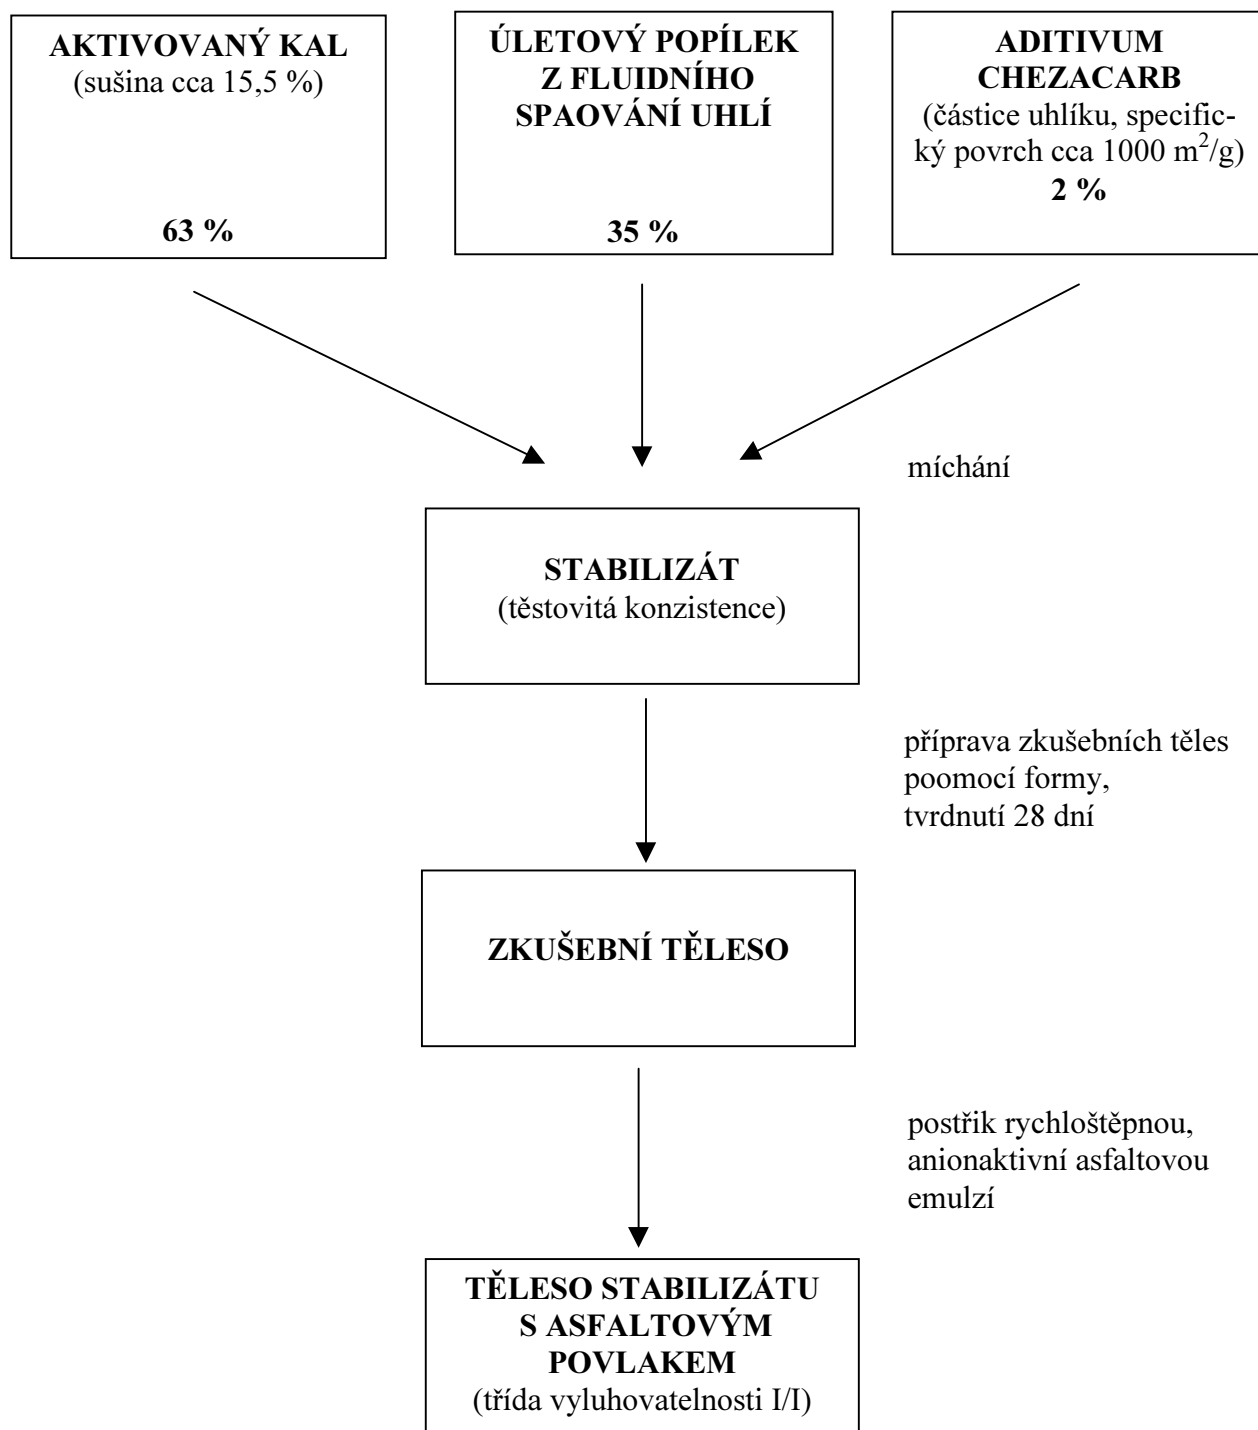 AKTIVOVANÝ KAL
(sušina cca 15,5 %)
63 %
ÚLETOVÝ POPÍLEK
Z FLUIDNÍHO
SPAOVÁNÍ UHLÍ
35 %
ADITIVUM
CHEZACARB
(částice uhlíku, specific-
ký povrch cca 1000 m²/g)
2 %
míchání
STABILIZÁT
(těstovitá konzistence)
příprava zkušebních těles
poomocí formy,
tvrdnutí 28 dní
ZKUŠEBNÍ TĚLESO
postřik rychloštěpnou,
anionaktivní asfaltovou
emulzí
TĚLESO STABILIZÁTU
S ASFALTOVÝM
POVLAKEM
(třída vyluhovatelnosti I/I)